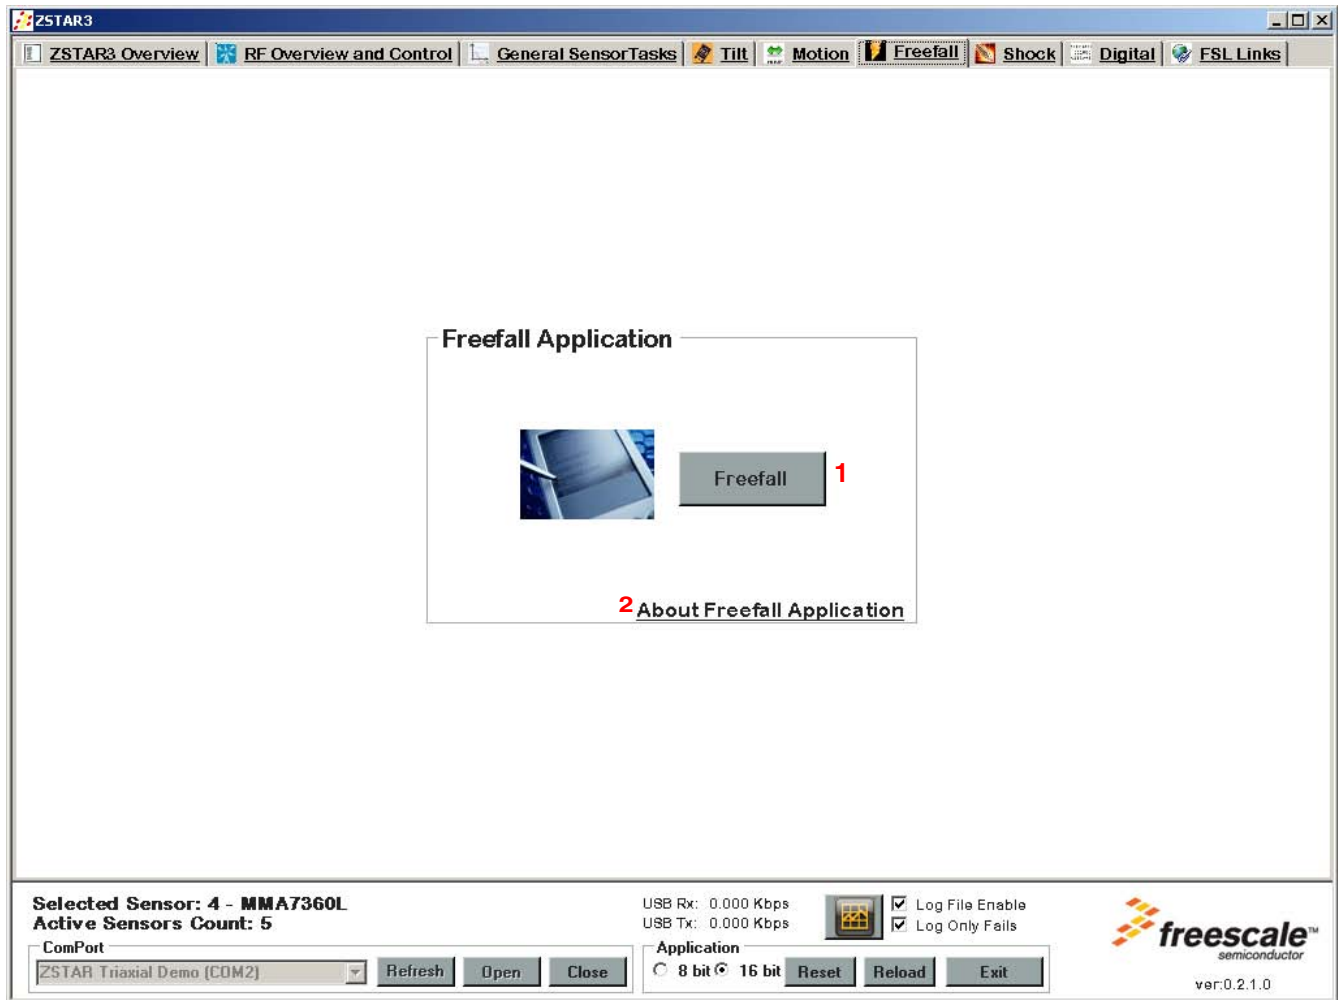 ZSTAR3
ZSTAR3 Overview RF Overview and Control General SensorTasks Tilt Motion Freefall Shock Digital FSL Links
Freefall Application
Freefall 1
2 About Freefall Application
Selected Sensor: 4 - MMA7360L
Active Sensors Count: 5
ComPort
ZSTAR Triaxial Demo (COM2) Refresh Open Close
USB Rx: 0.000 Kbps
USB Tx: 0.000 Kbps
Log File Enable
Log Only Fails
Application
8 bit 16 bit Reset Reload Exit
freescale™
semiconductor
ver:0.2.1.0